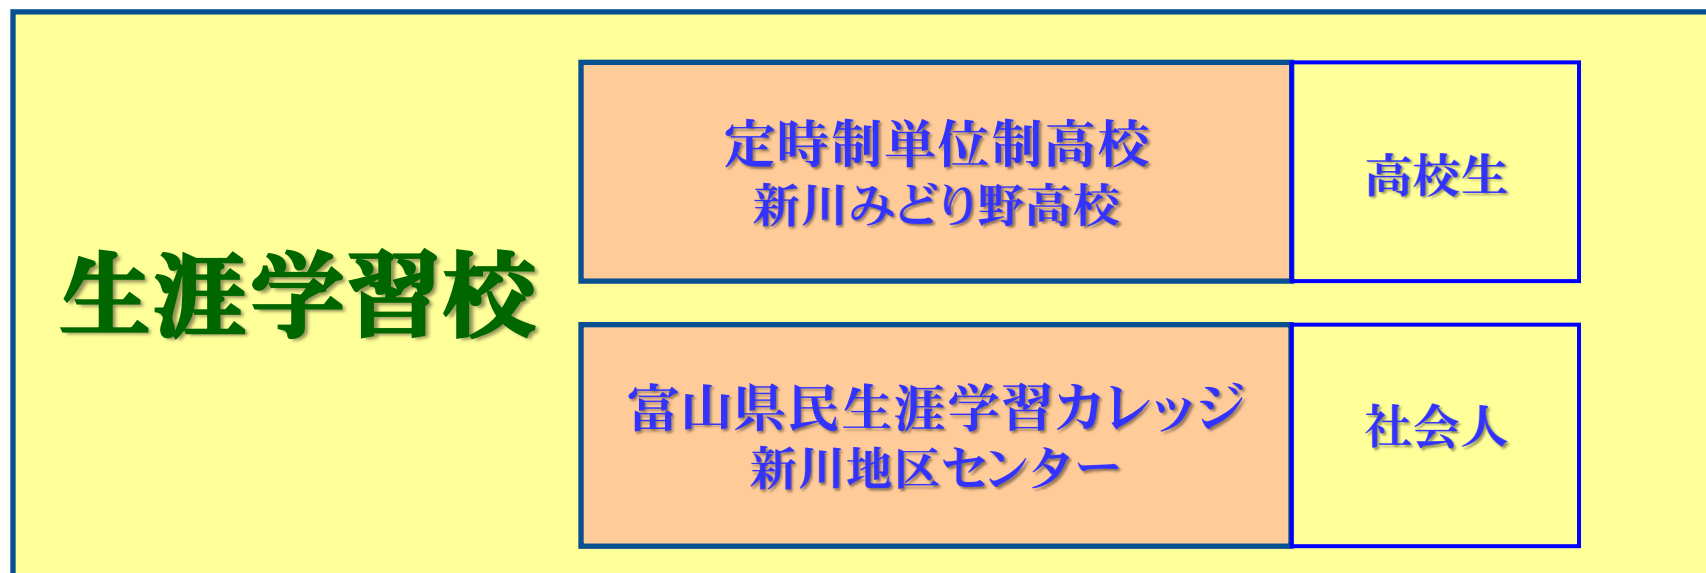 生涯学習校
定時制単位制高校
新川みどり野高校
高校生
富山県民生涯学習カレッジ
新川地区センター
社会人